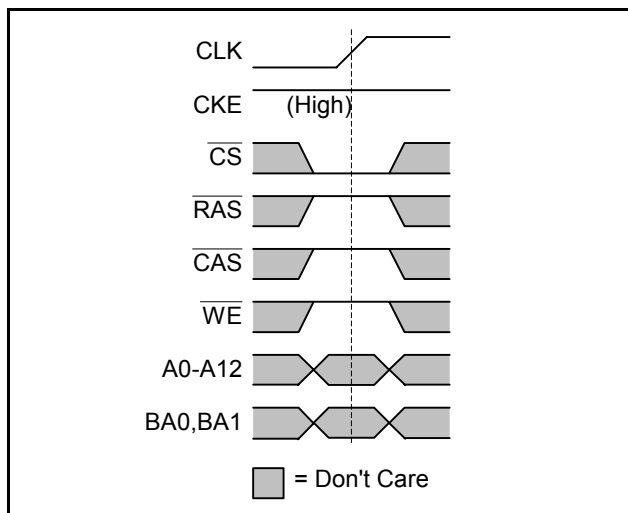 CLK
CKE (High)
CS
RAS
CAS
WE
A0-A12
BA0,BA1
= Don't Care